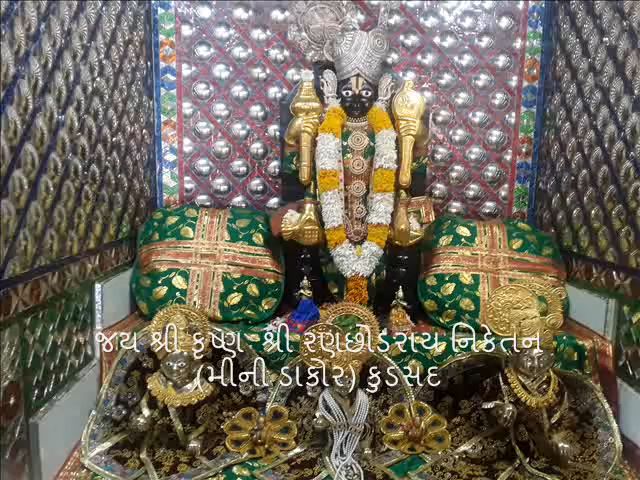 જય શ્રી કૃષ્ણ શ્રી રણછોડરાય નિકેતન
(મીની ડાકોર) કુડસદ